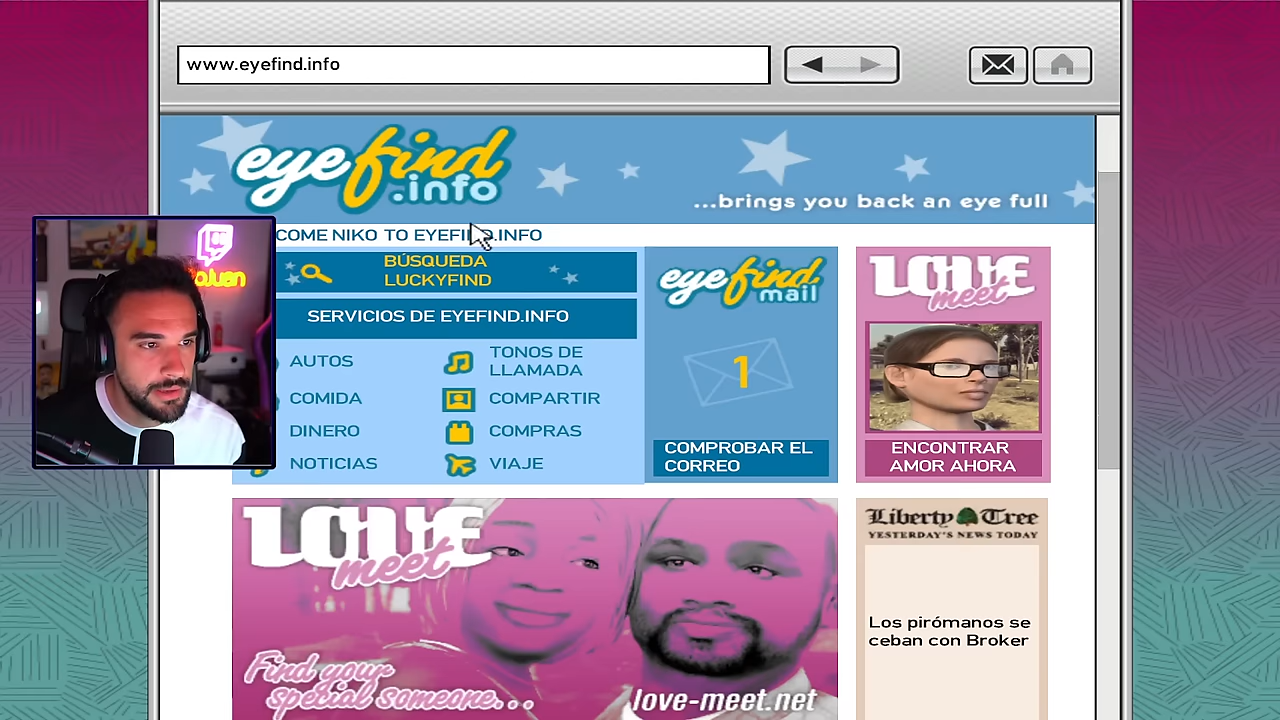 www.eyefind.info
eyefind
.info
...brings you back an eye full
COME NIKO TO EYEFIND.INFO
BÚSQUEDA
LUCKYFIND
SERVICIOS DE EYEFIND.INFO
AUTOS
TONOS DE
LLAMADA
COMIDA
COMPARTIR
DINERO
COMPRAS
NOTICIAS
VIAJE
eyefind
mail
1
COMPROBAR EL
CORREO
LOVE
meet
ENCONTRAR
AMOR AHORA
oJuan
LOVE
meet
Find your
special someone...
love-meet.net
Liberty Tree
YESTERDAY'S NEWS TODAY
Los pirómanos se
ceban con Broker